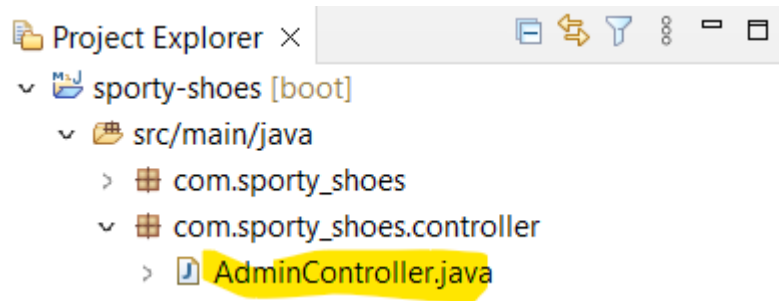 Project Explorer
sporty-shoes [boot]
src/main/java
com.sporty_shoes
com.sporty_shoes.controller
AdminController.java